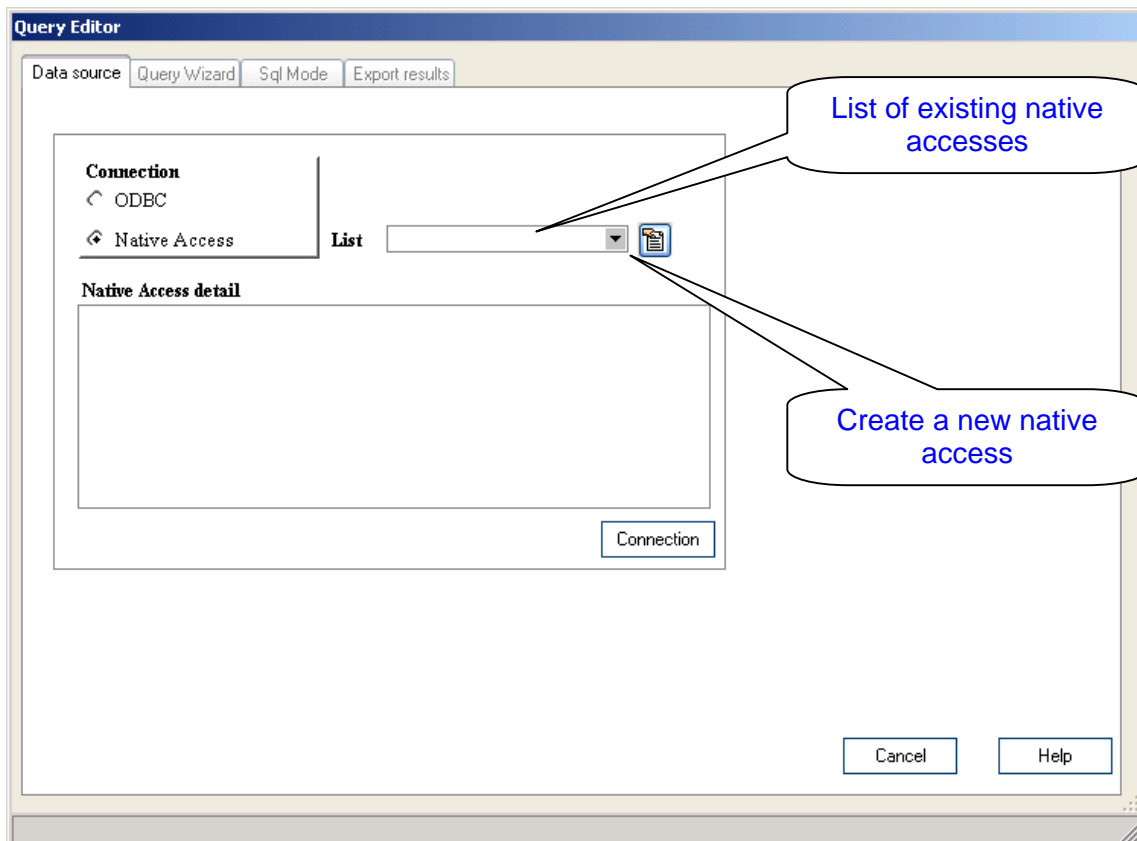 Query Editor
Data source Query Wizard Sql Mode Export results
List of existing native
accesses
Connection
ODBC
Native Access List
Native Access detail
Create a new native
access
Connection
Cancel Help